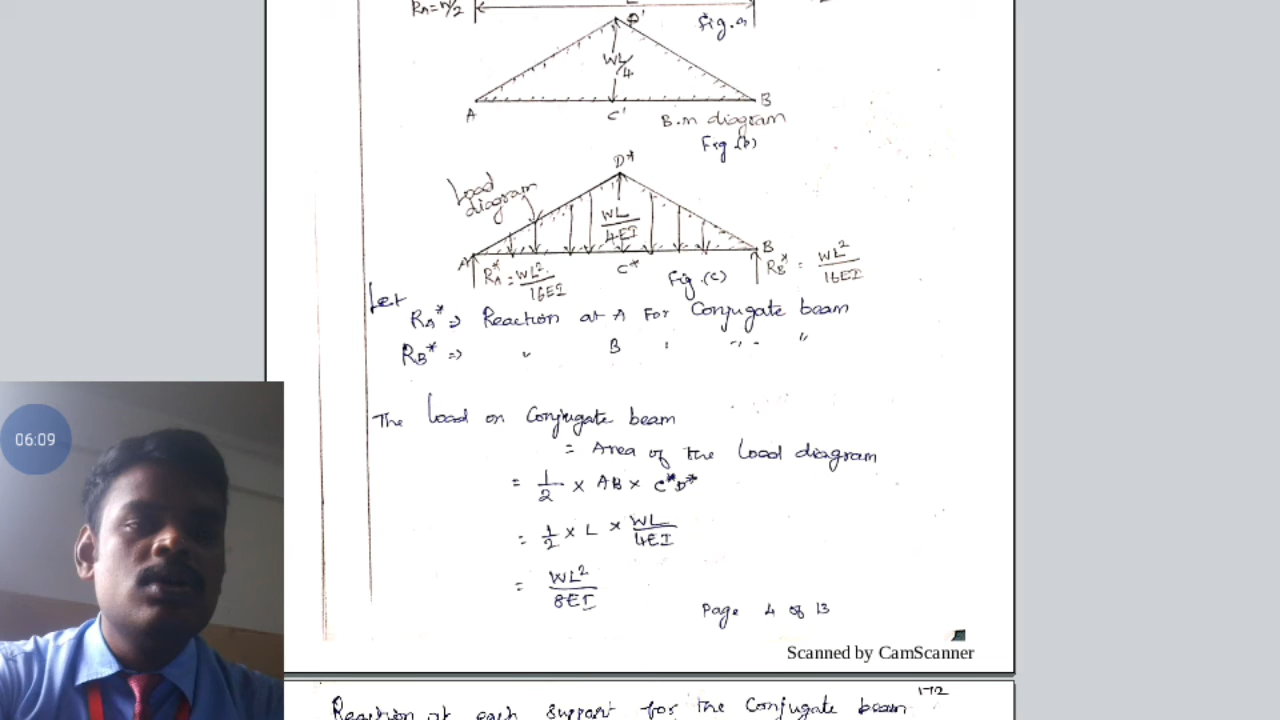 RA=W/2
L
Fig.a
D'
WL/4
A
C'
B
B.m diagram
Fig.(b)
D*
Load
diagram
WL/4EI
A
C*
B
RA* = WL²/16EI
Fig.(c)
RB* = WL²/16EI
Let
RA* => Reaction at A For Conjugate beam
RB* => " B " " "
The Load on Conjugate beam
= Area of the Load diagram
= 1/2 × AB × C*D*
= 1/2 × L × WL/4EI
= WL²/8EI
06:09
Page 4 of 13
Scanned by CamScanner
172
Reaction at each support for the Conjugate beam